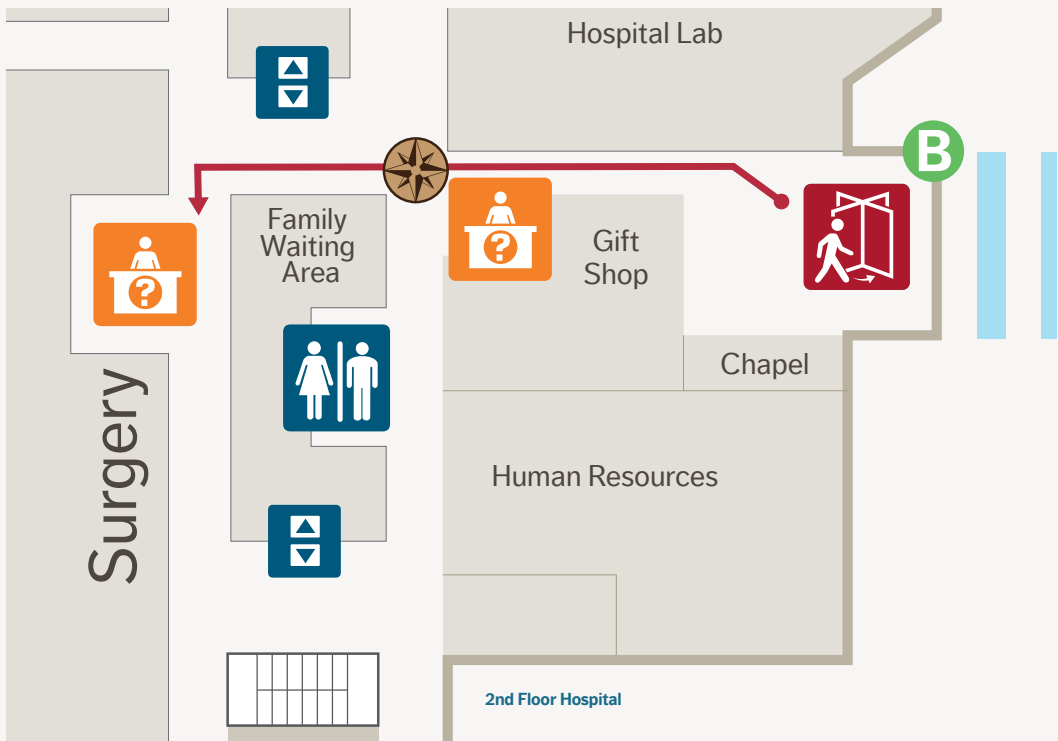 Hospital Lab
B
Family
Waiting
Area
?
?
Gift
Shop
Chapel
Surgery
Human Resources
2nd Floor Hospital